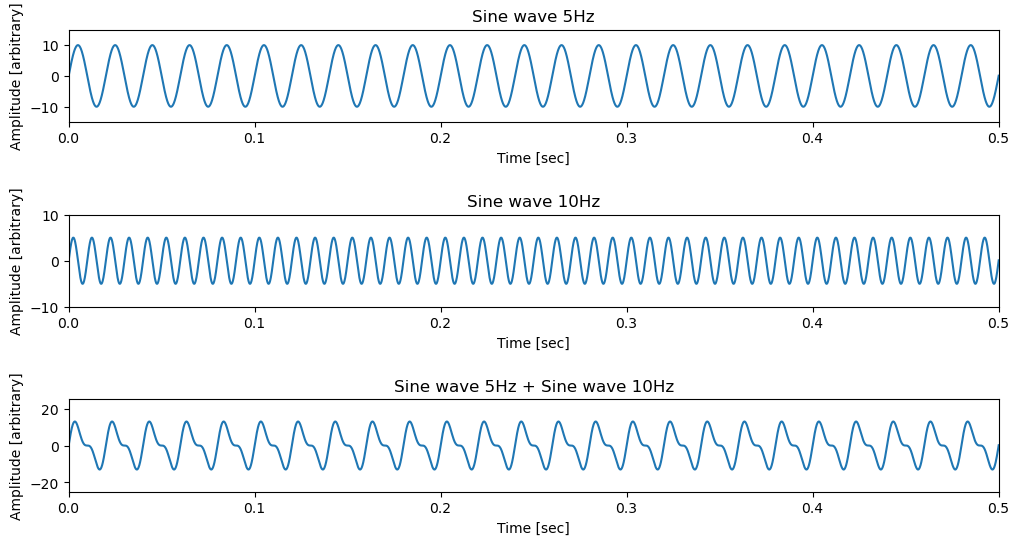 Sine wave 5Hz
Amplitude [arbitrary]
10
0
−10
0.0 0.1 0.2 0.3 0.4 0.5
Time [sec]
Sine wave 10Hz
Amplitude [arbitrary]
10
0
−10
0.0 0.1 0.2 0.3 0.4 0.5
Time [sec]
Sine wave 5Hz + Sine wave 10Hz
Amplitude [arbitrary]
20
0
−20
0.0 0.1 0.2 0.3 0.4 0.5
Time [sec]